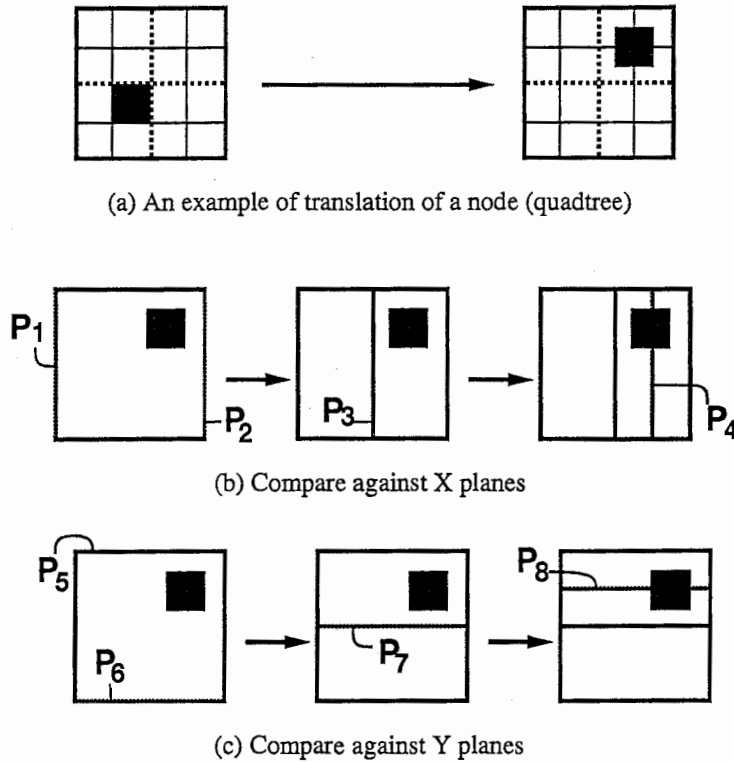 (a) An example of translation of a node (quadtree)
P1
P2
P3
P4
(b) Compare against X planes
P5
P6
P7
P8
(c) Compare against Y planes